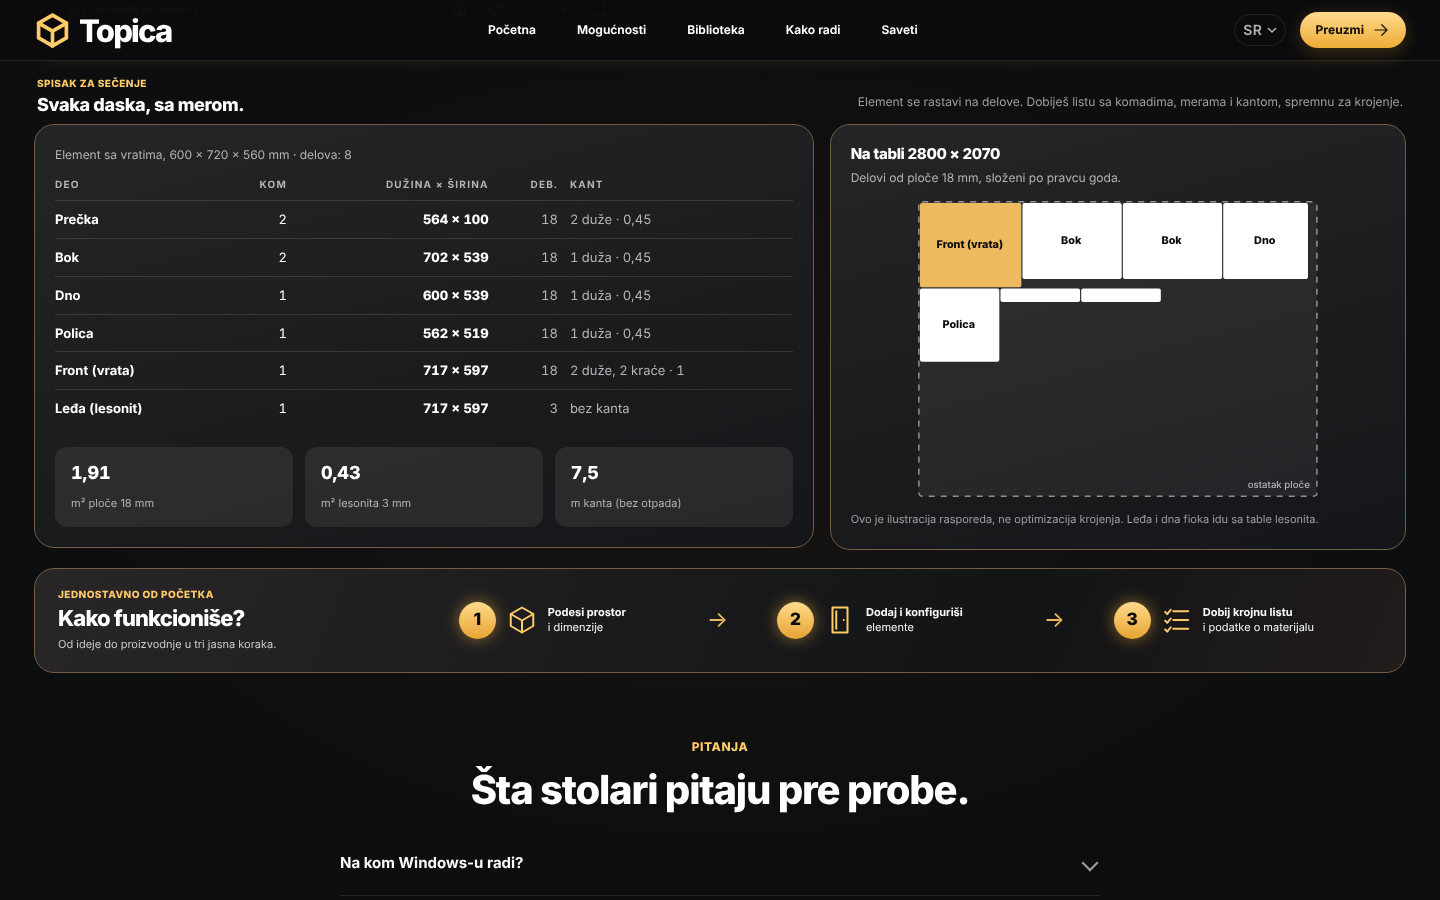 Topica
Početna
Mogućnosti
Biblioteka
Kako radi
Saveti
SR
Preuzmi
SPISAK ZA SEČENJE
Svaka daska, sa merom.
Element se rastavi na delove. Dobiješ listu sa komadima, merama i kantom, spremnu za krojenje.
Element sa vratima, 600 × 720 × 560 mm · delova: 8
DEO KOM DUŽINA × ŠIRINA DEB. KANT
Prečka 2 564 × 100 18 2 duže · 0,45
Bok 2 702 × 539 18 1 duža · 0,45
Dno 1 600 × 539 18 1 duža · 0,45
Polica 1 562 × 519 18 1 duža · 0,45
Front (vrata) 1 717 × 597 18 2 duže, 2 kraće · 1
Leđa (lesonit) 1 717 × 597 3 bez kanta
1,91
m² ploče 18 mm
0,43
m² lesonita 3 mm
7,5
m kanta (bez otpada)
Na tabli 2800 × 2070
Delovi od ploče 18 mm, složeni po pravcu goda.
Front (vrata)
Bok
Bok
Dno
Polica
ostatak ploče
Ovo je ilustracija rasporeda, ne optimizacija krojenja. Leđa i dna fioka idu sa table lesonita.
JEDNOSTAVNO OD POČETKA
Kako funkcioniše?
Od ideje do proizvodnje u tri jasna koraka.
1
Podesi prostor
i dimenzije
2
Dodaj i konfiguriši
elemente
3
Dobij krojnu listu
i podatke o materijalu
PITANJA
Šta stolari pitaju pre probe.
Na kom Windows-u radi?